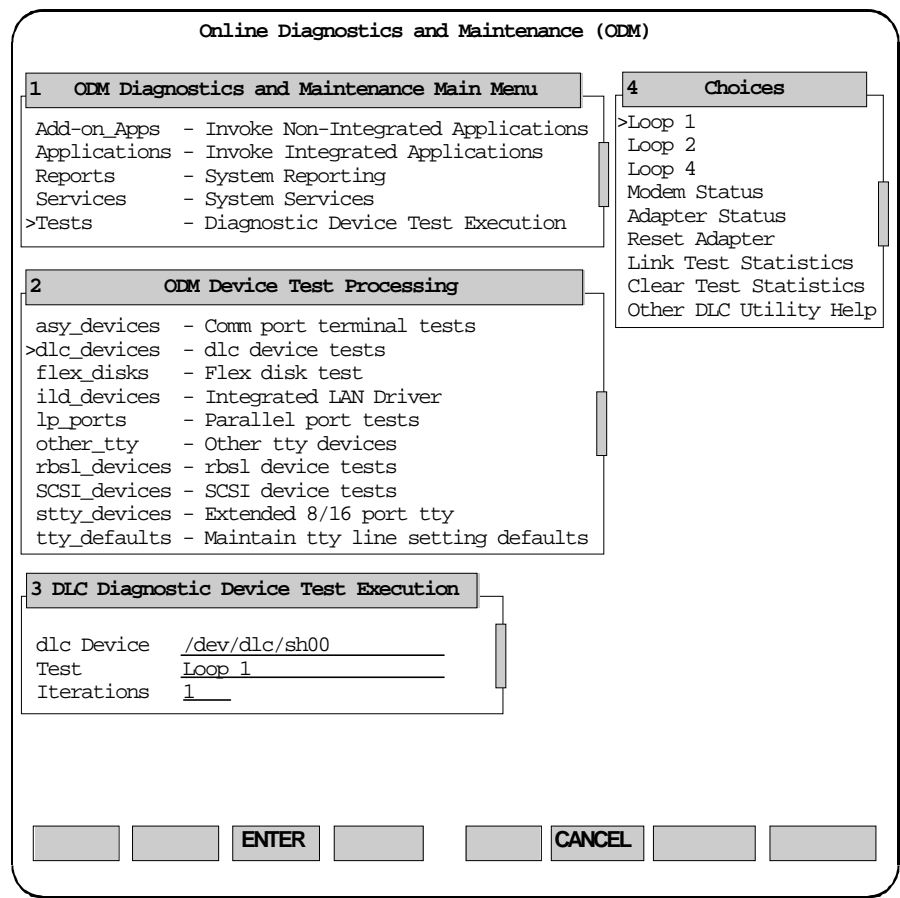 Online Diagnostics and Maintenance (ODM)
1 ODM Diagnostics and Maintenance Main Menu
Add-on_Apps - Invoke Non-Integrated Applications
Applications - Invoke Integrated Applications
Reports - System Reporting
Services - System Services
>Tests - Diagnostic Device Test Execution
2 ODM Device Test Processing
asy_devices - Comm port terminal tests
>dlc_devices - dlc device tests
flex_disks - Flex disk test
ild_devices - Integrated LAN Driver
lp_ports - Parallel port tests
other_tty - Other tty devices
rbsl_devices - rbsl device tests
SCSI_devices - SCSI device tests
stty_devices - Extended 8/16 port tty
tty_defaults - Maintain tty line setting defaults
3 DLC Diagnostic Device Test Execution
dlc Device /dev/dlc/sh00
Test Loop 1
Iterations 1
4 Choices
>Loop 1
Loop 2
Loop 4
Modem Status
Adapter Status
Reset Adapter
Link Test Statistics
Clear Test Statistics
Other DLC Utility Help
ENTER
CANCEL